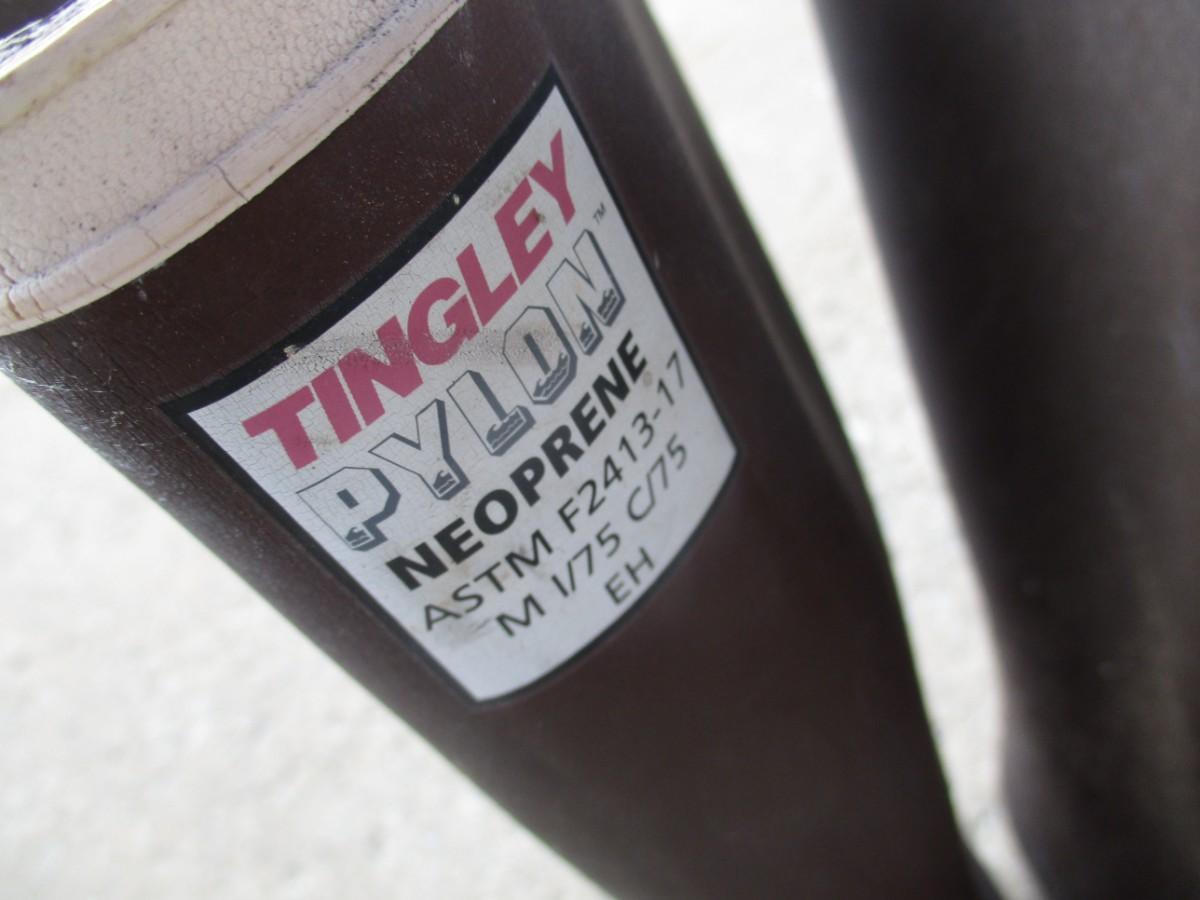 TINGLEY
PYLON™
NEOPRENE
ASTM F2413-17
M I/75 C/75
EH